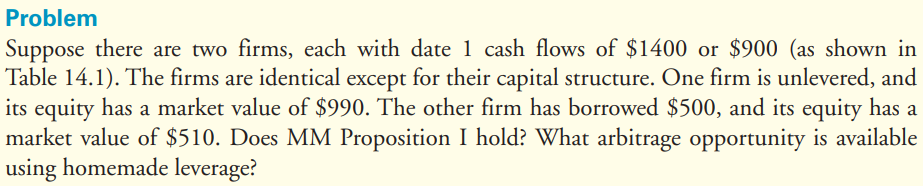 Problem
Suppose there are two firms, each with date 1 cash flows of $1400 or $900 (as shown in
Table 14.1). The firms are identical except for their capital structure. One firm is unlevered, and
its equity has a market value of $990. The other firm has borrowed $500, and its equity has a
market value of $510. Does MM Proposition I hold? What arbitrage opportunity is available
using homemade leverage?